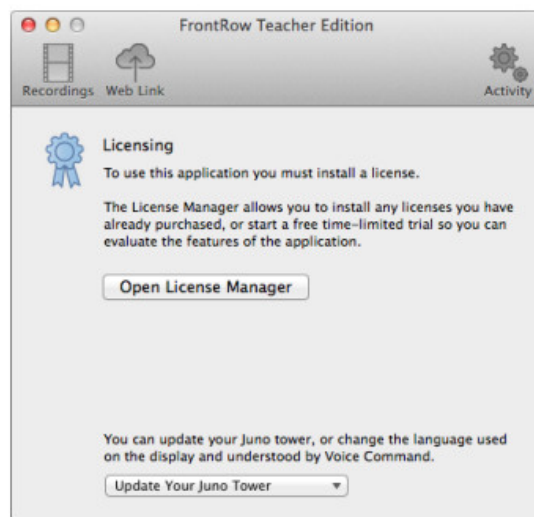 FrontRow Teacher Edition
Recordings Web Link Activity
Licensing
To use this application you must install a license.
The License Manager allows you to install any licenses you have
already purchased, or start a free time-limited trial so you can
evaluate the features of the application.
Open License Manager
You can update your Juno tower, or change the language used
on the display and understood by Voice Command.
Update Your Juno Tower